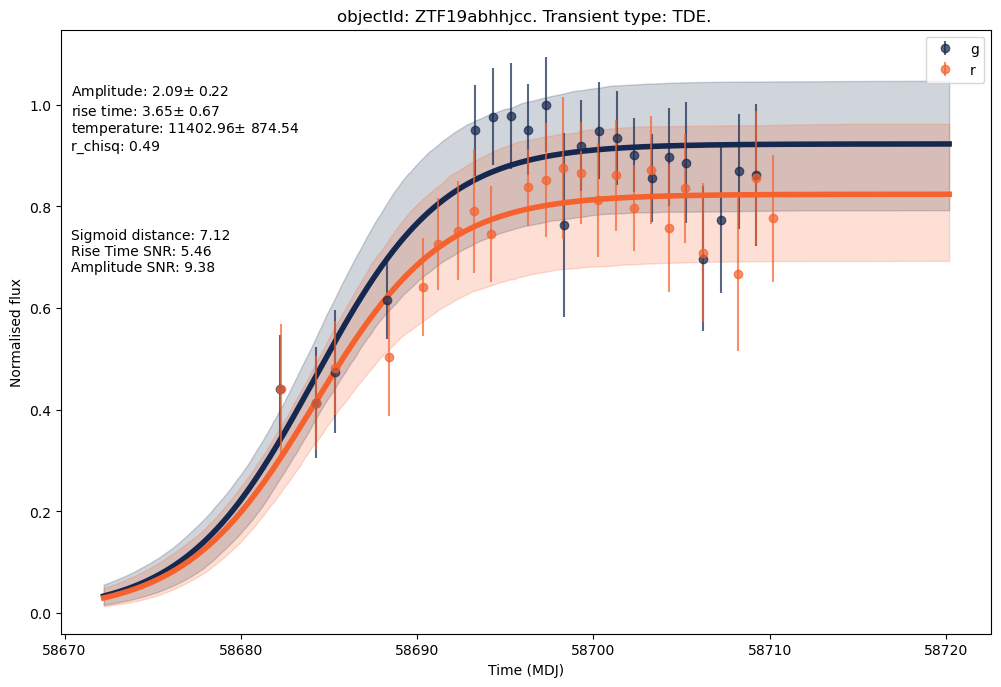 objectId: ZTF19abhhjcc. Transient type: TDE.
g
r
Amplitude: 2.09± 0.22
rise time: 3.65± 0.67
temperature: 11402.96± 874.54
r_chisq: 0.49
Sigmoid distance: 7.12
Rise Time SNR: 5.46
Amplitude SNR: 9.38
Normalised flux
1.0
0.8
0.6
0.4
0.2
0.0
58670
58680
58690
58700
58710
58720
Time (MDJ)